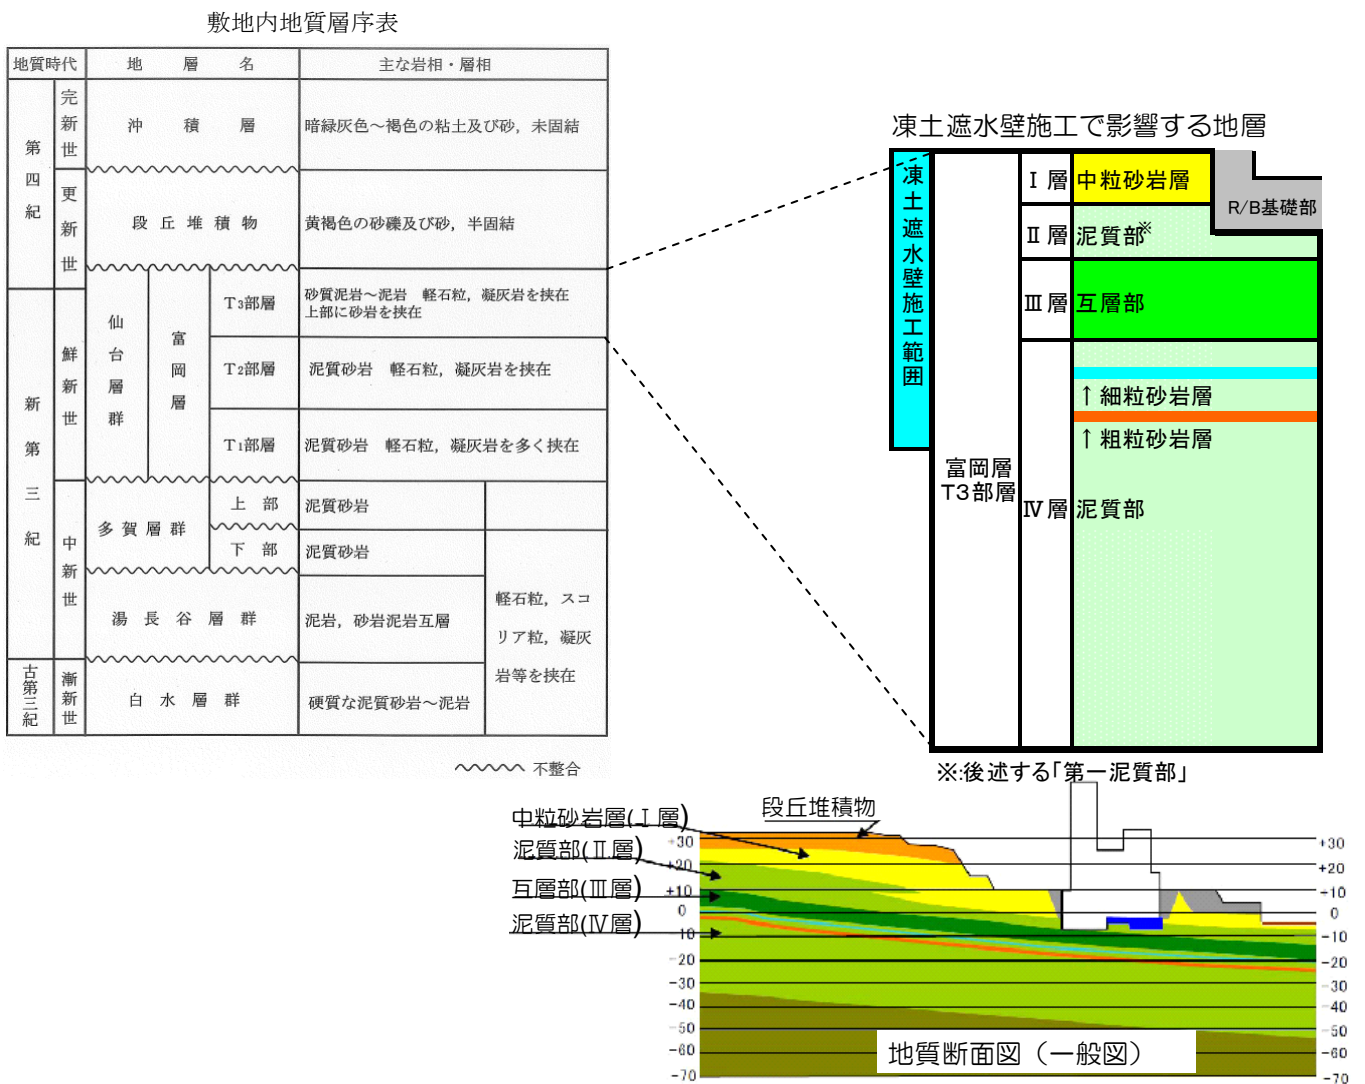 敷地内地質層序表
地質時代
地層名
主な岩相・層相
第四紀
完新世
沖積層
暗緑灰色～褐色の粘土及び砂，未固結
更新世
段丘堆積物
黄褐色の砂礫及び砂，半固結
新第三紀
鮮新世
仙台層群
富岡層
T3部層
砂質泥岩～泥岩　軽石粒，凝灰岩を挟在
上部に砂岩を挟在
T2部層
泥質砂岩　軽石粒，凝灰岩を挟在
T1部層
泥質砂岩　軽石粒，凝灰岩を多く挟在
中新世
多賀層群
上部
泥質砂岩
下部
泥質砂岩
湯長谷層群
泥岩，砂岩泥岩互層
軽石粒，スコ
リア粒，凝灰
岩等を挟在
古第三紀
漸新世
白水層群
硬質な泥質砂岩～泥岩
不整合
凍土遮水壁施工で影響する地層
凍土遮水壁施工範囲
富岡層
T3部層
Ⅰ層
中粒砂岩層
R/B基礎部
Ⅱ層
泥質部※
Ⅲ層
互層部
↑細粒砂岩層
↑粗粒砂岩層
Ⅳ層
泥質部
※:後述する「第一泥質部」
段丘堆積物
中粒砂岩層(Ⅰ層)
泥質部(Ⅱ層)
互層部(Ⅲ層)
泥質部(Ⅳ層)
+30
+20
+10
0
-10
-20
-30
-40
-50
-60
-70
+30
+20
+10
0
-10
-20
-30
-40
-50
-60
-70
地質断面図（一般図）